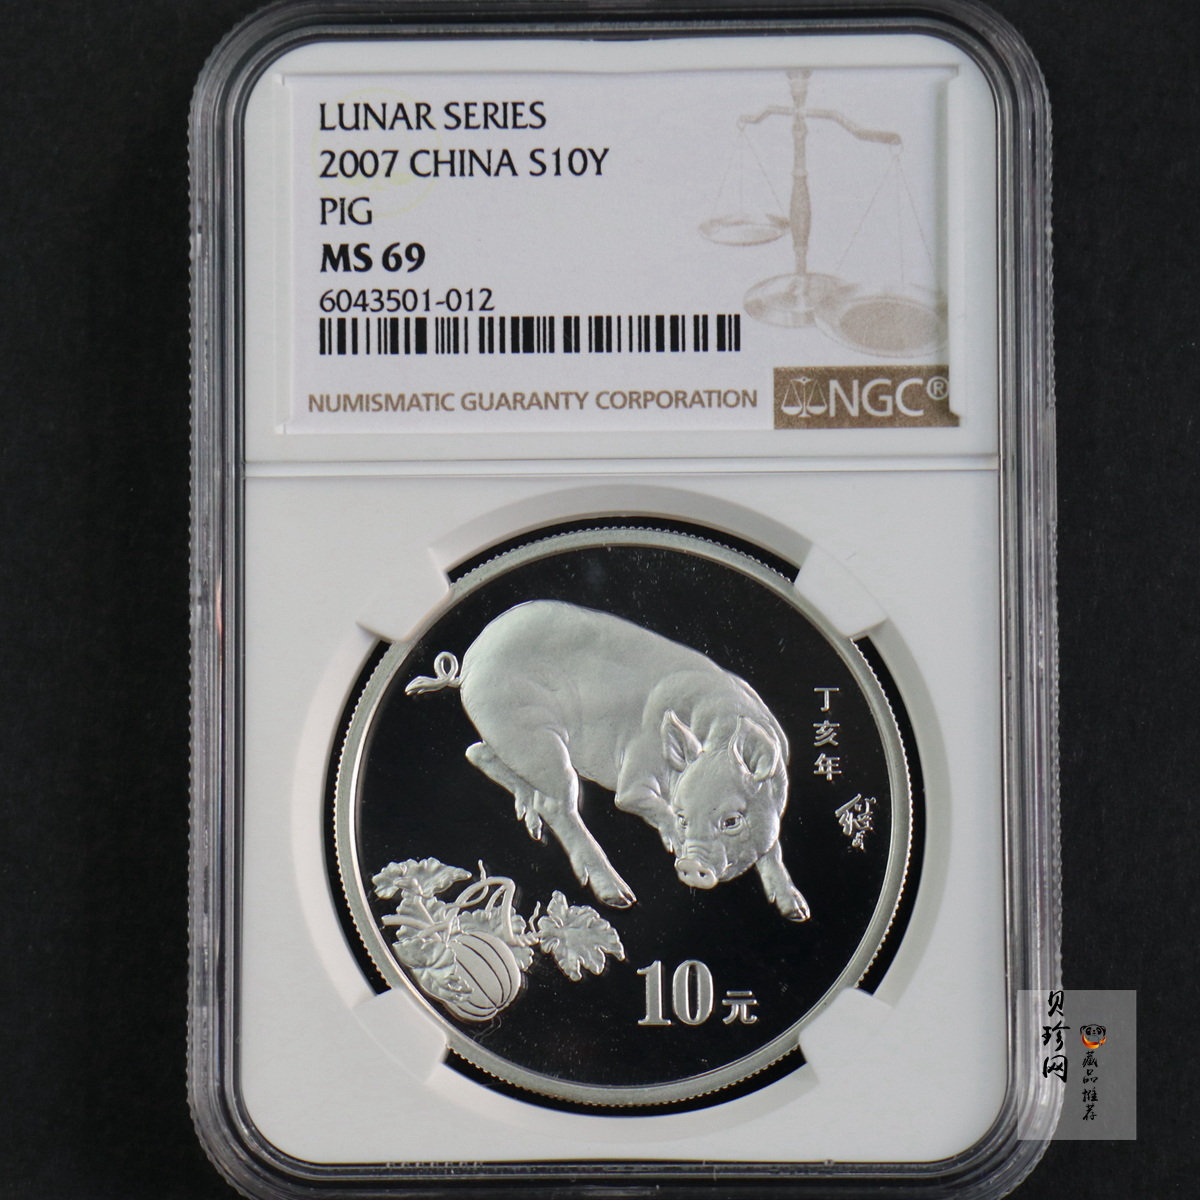 LUNAR SERIES
2007 CHINA S10Y
PIG
MS 69
6043501-012
NUMISMATIC GUARANTY CORPORATION
NGC®
丁亥年
10元
贝珍网
藏品推荐